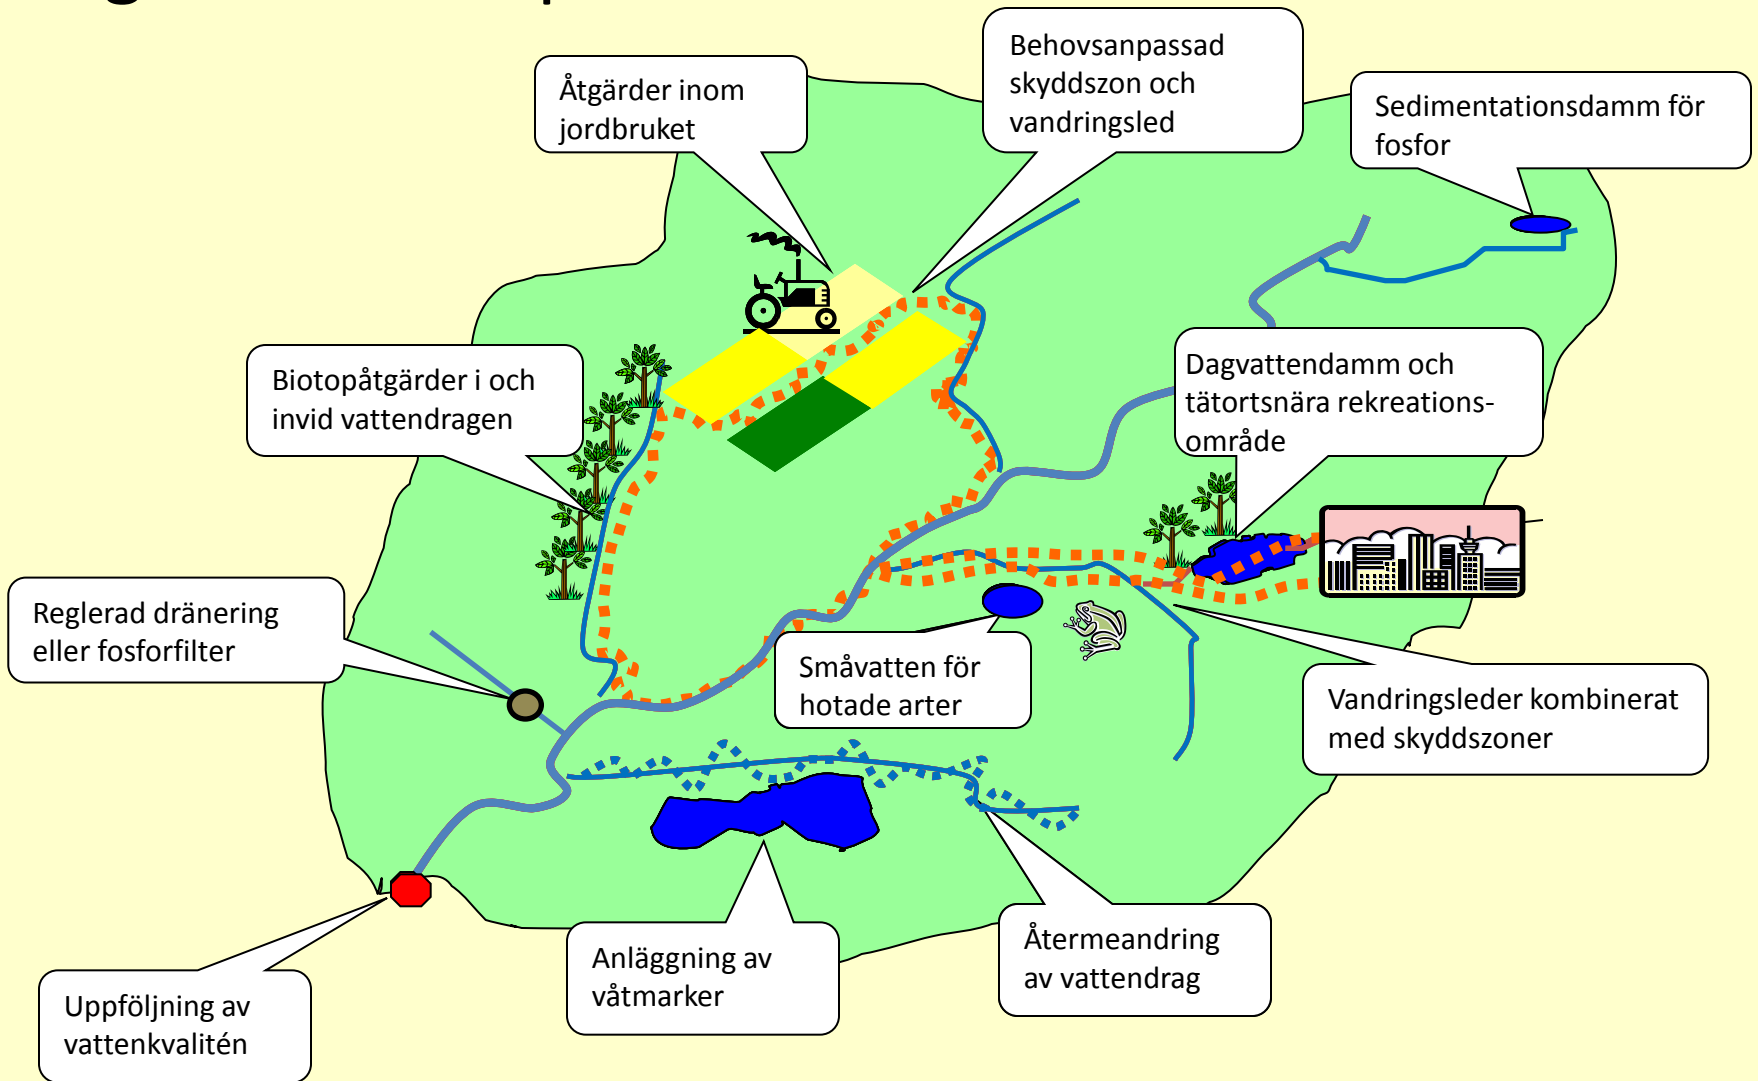 Åtgärder inom
jordbruket
Behovsanpassad
skyddszon och
vandringsled
Sedimentationsdamm för
fosfor
Biotopåtgärder i och
invid vattendragen
Dagvattendamm och
tätortsnära rekreations-
område
Reglerad dränering
eller fosforfilter
Småvatten för
hotade arter
Vandringsleder kombinerat
med skyddszoner
Anläggning av
våtmarker
Återmeandring
av vattendrag
Uppföljning av
vattenkvalitén